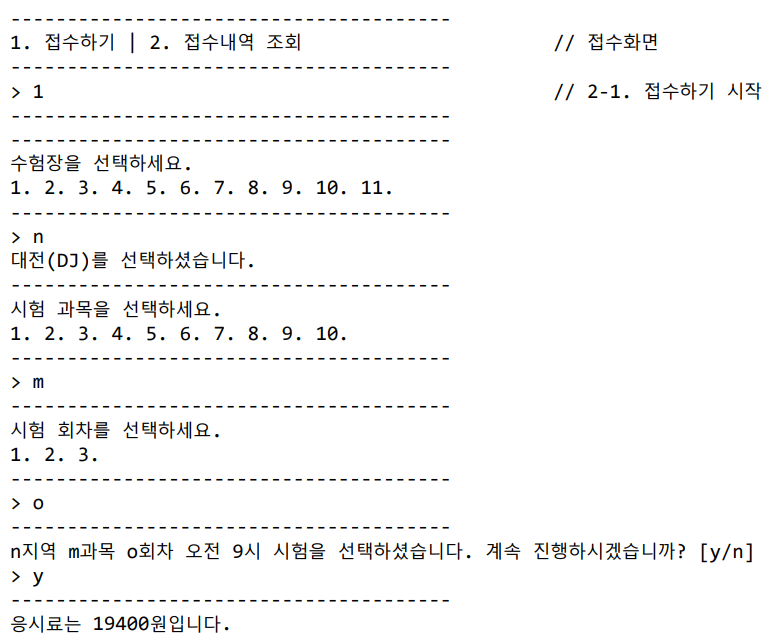 ---------------------------------------
1. 접수하기 | 2. 접수내역 조회 // 접수화면
---------------------------------------
> 1 // 2-1. 접수하기 시작
---------------------------------------
---------------------------------------
수험장을 선택하세요.
1. 2. 3. 4. 5. 6. 7. 8. 9. 10. 11.
---------------------------------------
> n
대전(DJ)를 선택하셨습니다.
---------------------------------------
시험 과목을 선택하세요.
1. 2. 3. 4. 5. 6. 7. 8. 9. 10.
---------------------------------------
> m
---------------------------------------
시험 회차를 선택하세요.
1. 2. 3.
---------------------------------------
> o
---------------------------------------
n지역 m과목 o회차 오전 9시 시험을 선택하셨습니다. 계속 진행하시겠습니까? [y/n]
> y
---------------------------------------
응시료는 19400원입니다.